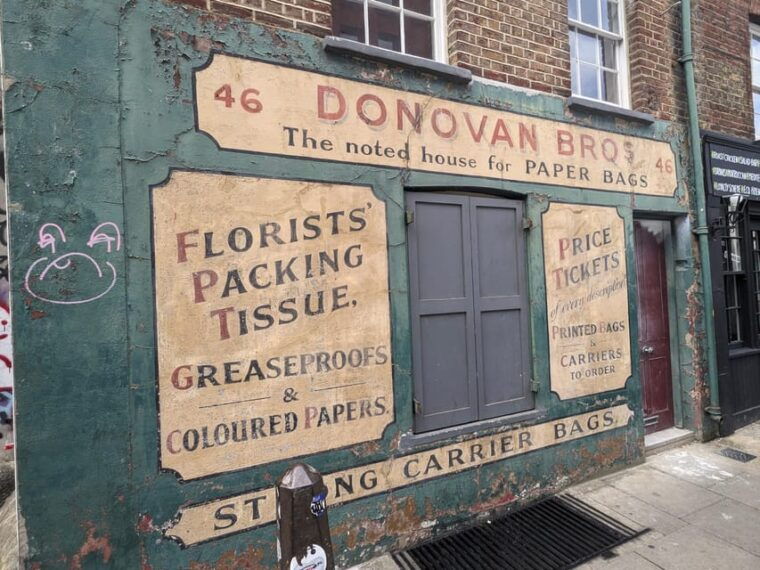 46 DONOVAN BROS 46
The noted house for PAPER BAGS
FLORISTS'
PACKING
TISSUE.
GREASEPROOFS
&
COLOURED PAPERS.
PRICE
TICKETS
of every description
PRINTED BAGS
&
CARRIERS
TO ORDER
STRONG CARRIER BAGS.